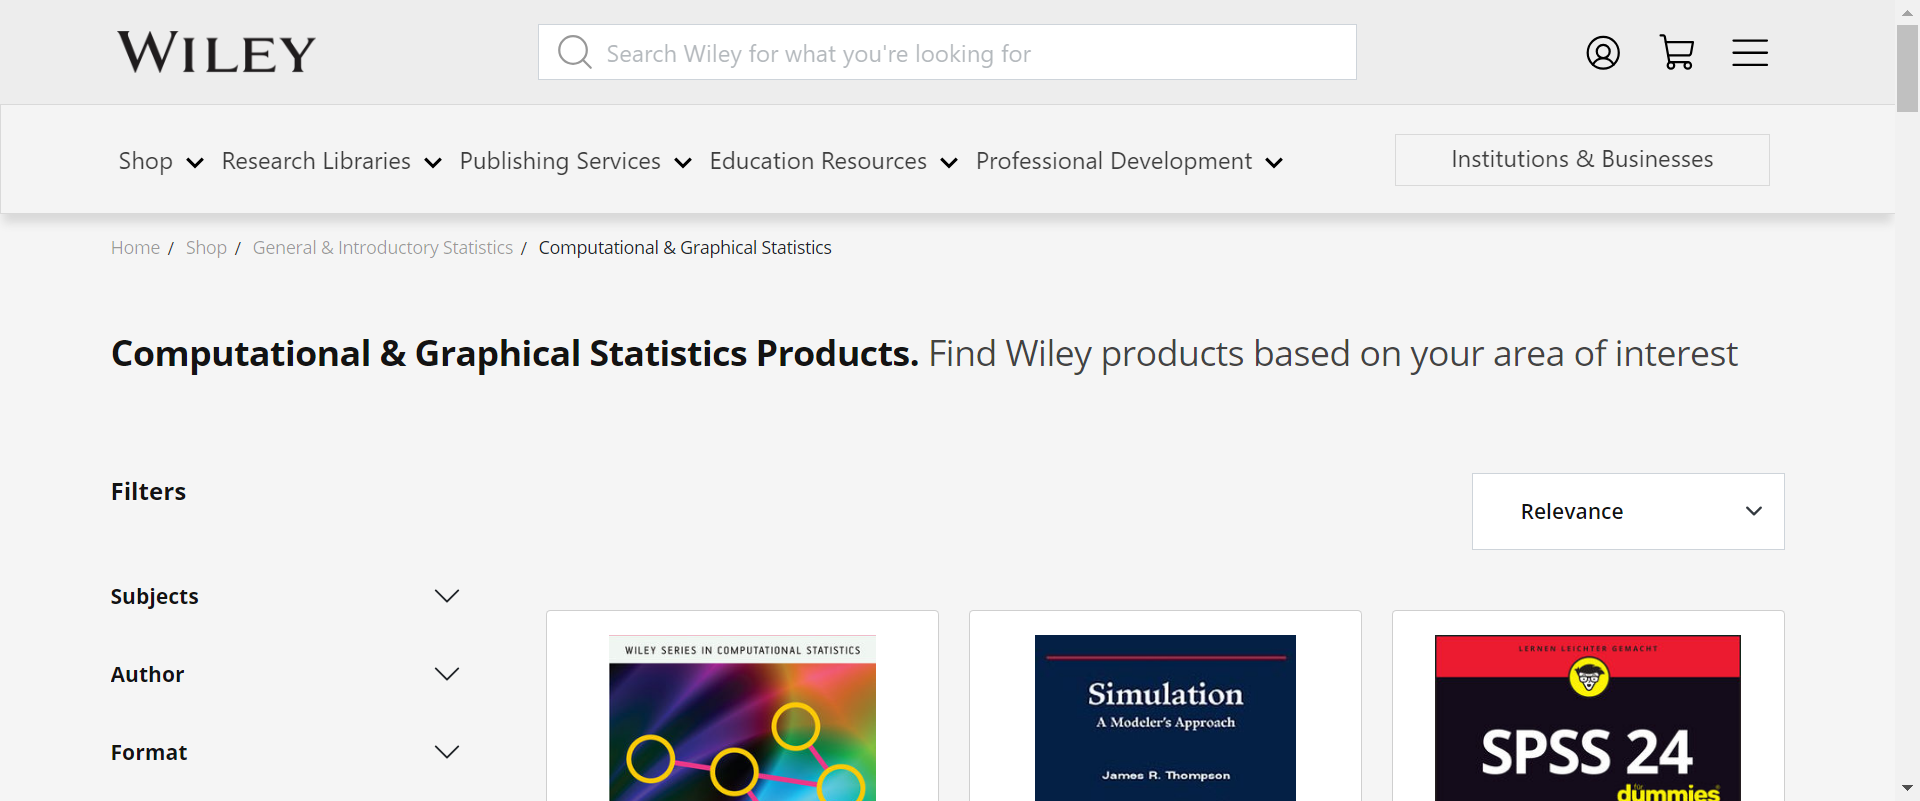 WILEY
Search Wiley for what you're looking for
Shop Research Libraries Publishing Services Education Resources Professional Development Institutions & Businesses
Home / Shop / General & Introductory Statistics / Computational & Graphical Statistics
Computational & Graphical Statistics Products. Find Wiley products based on your area of interest
Filters
Relevance
Subjects
Author
Format
WILEY SERIES IN COMPUTATIONAL STATISTICS
Simulation
A Modeler's Approach
James R. Thompson
LERNEN LEICHTER GEMACHT
SPSS 24
für
dummies